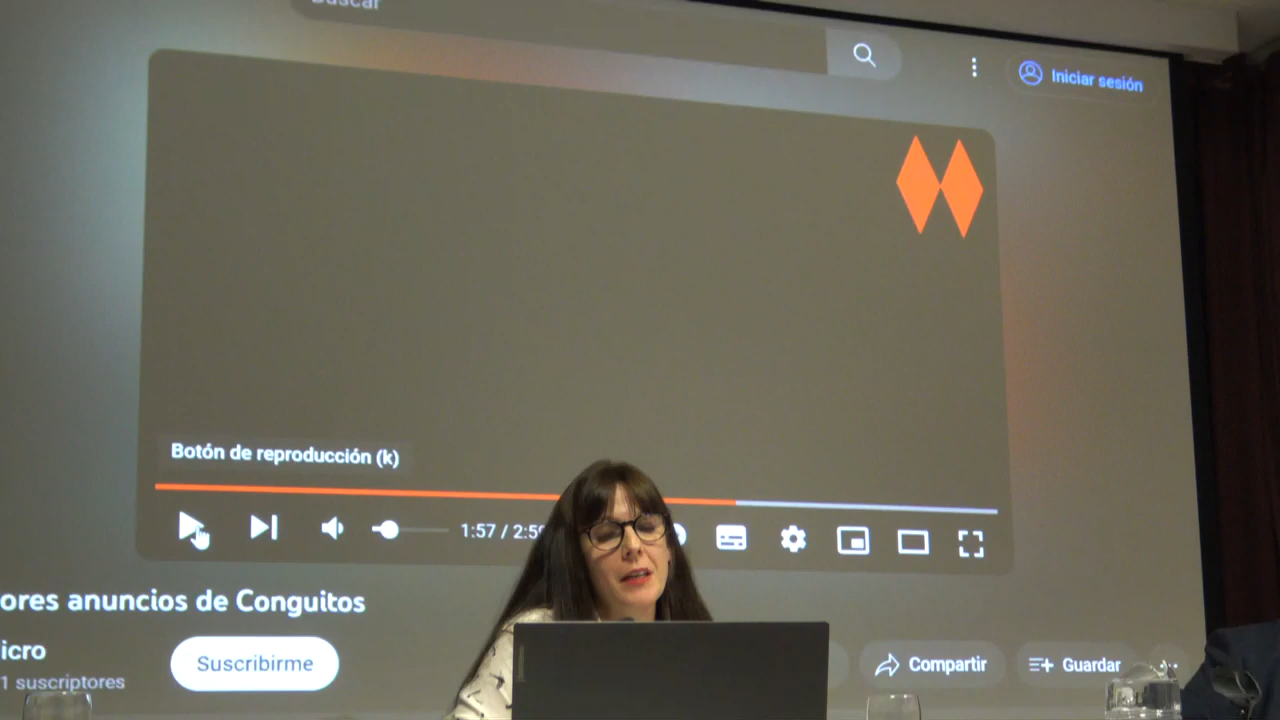 Buscar
Iniciar sesión
Botón de reproducción (k)
1:57 / 2:5
ores anuncios de Conguitos
icro
Suscribirme
Compartir
Guardar
1 suscriptores